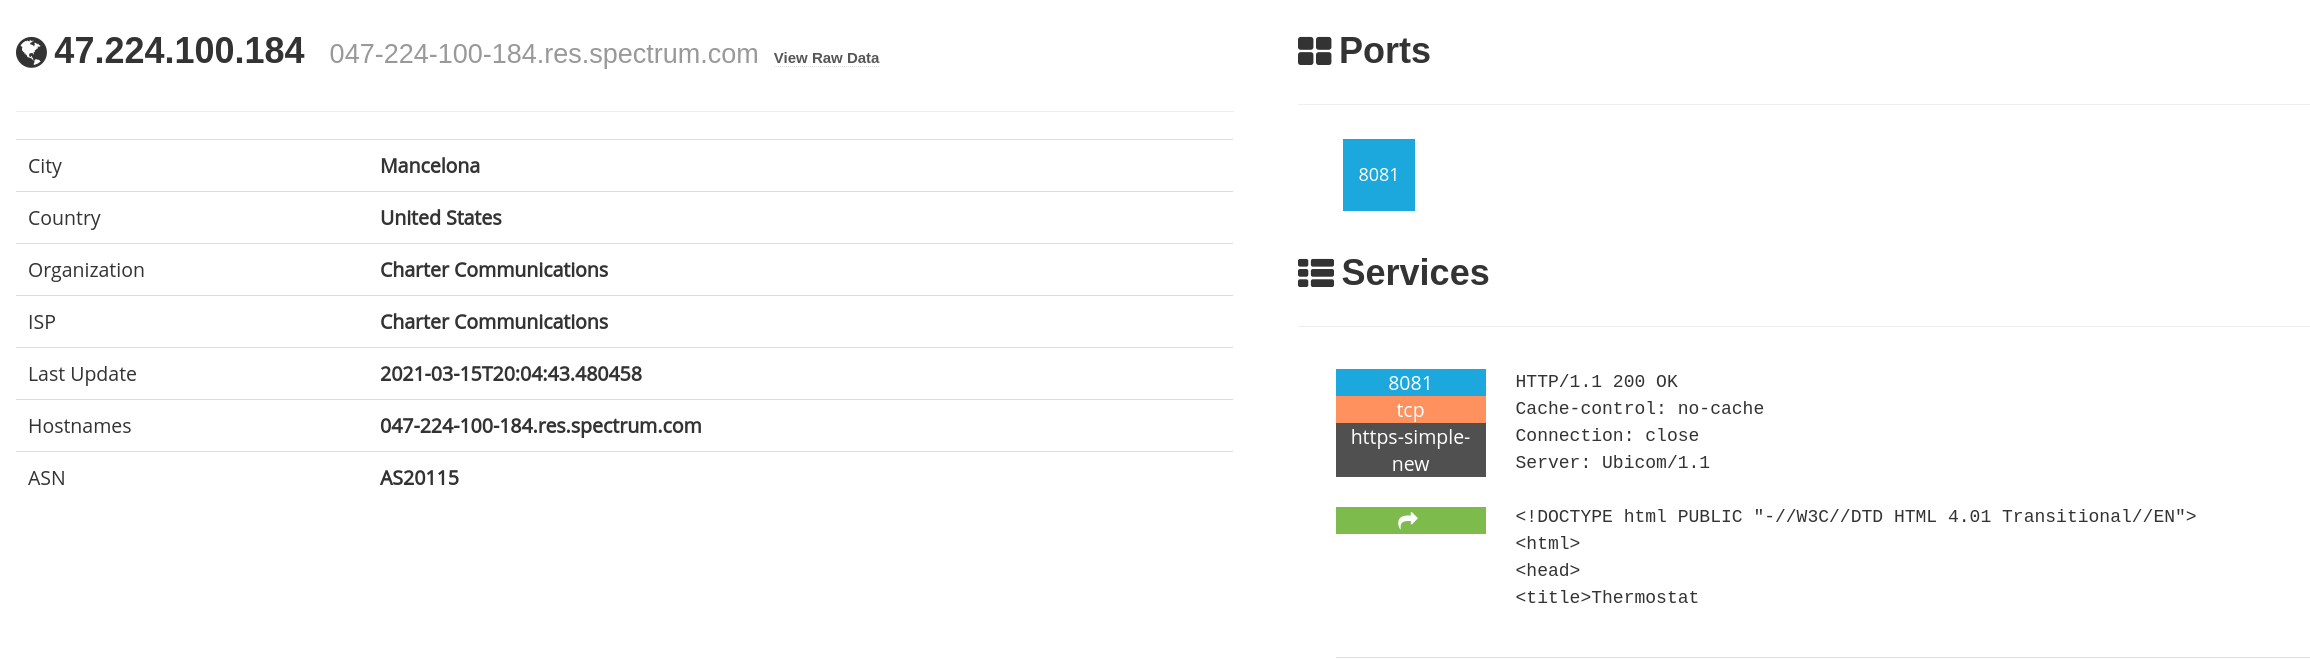 47.224.100.184 047-224-100-184.res.spectrum.com View Raw Data
City Mancelona
Country United States
Organization Charter Communications
ISP Charter Communications
Last Update 2021-03-15T20:04:43.480458
Hostnames 047-224-100-184.res.spectrum.com
ASN AS20115
Ports
8081
Services
8081
tcp
https-simple-
new
HTTP/1.1 200 OK
Cache-control: no-cache
Connection: close
Server: Ubicom/1.1
<!DOCTYPE html PUBLIC "-//W3C//DTD HTML 4.01 Transitional//EN">
<html>
<head>
<title>Thermostat